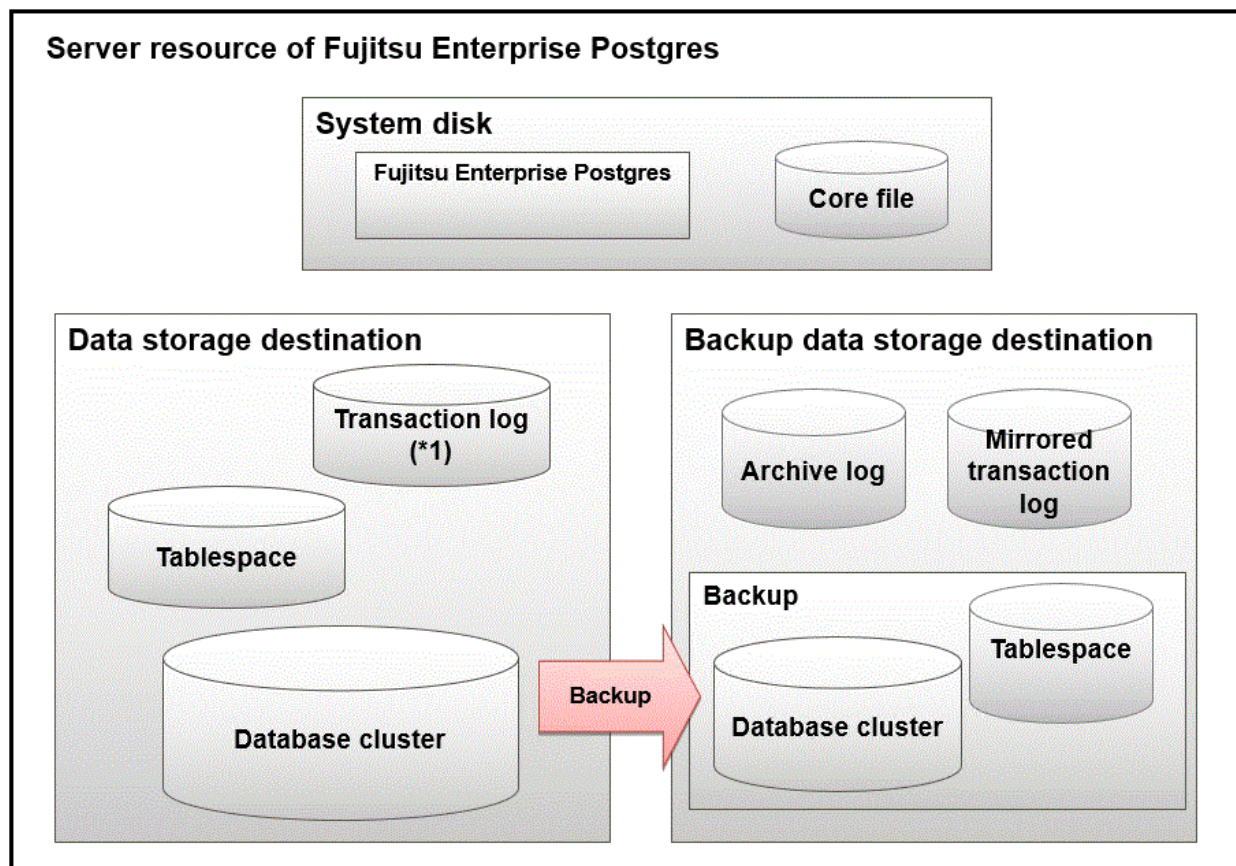 Server resource of Fujitsu Enterprise Postgres
System disk
Fujitsu Enterprise Postgres
Core file
Data storage destination
Transaction log
(*1)
Tablespace
Database cluster
Backup
Backup data storage destination
Archive log
Mirrored
transaction
log
Backup
Tablespace
Database cluster